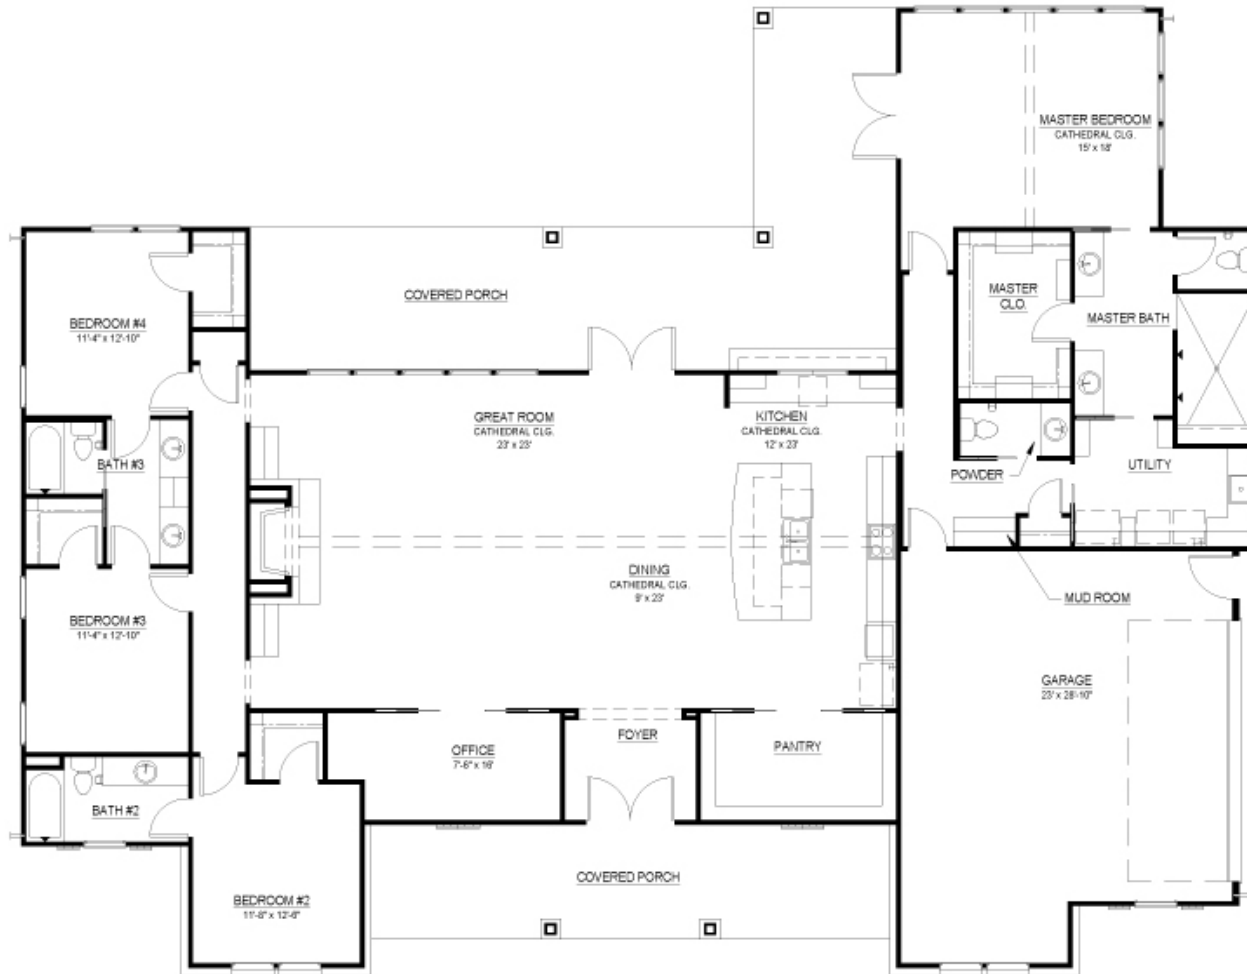 MASTER BEDROOM
CATHEDRAL CLG.
15' x 18'
COVERED PORCH
MASTER
CLO.
MASTER BATH
BEDROOM #4
11'-4" x 12'-10"
GREAT ROOM
CATHEDRAL CLG.
23' x 23'
KITCHEN
CATHEDRAL CLG.
12' x 23'
BATH #3
POWDER
UTILITY
DINING
CATHEDRAL CLG.
9' x 23'
MUD ROOM
BEDROOM #3
11'-4" x 12'-10"
GARAGE
23' x 28'-10"
FOYER
OFFICE
7'-6" x 16'
PANTRY
BATH #2
COVERED PORCH
BEDROOM #2
11'-8" x 12'-6"